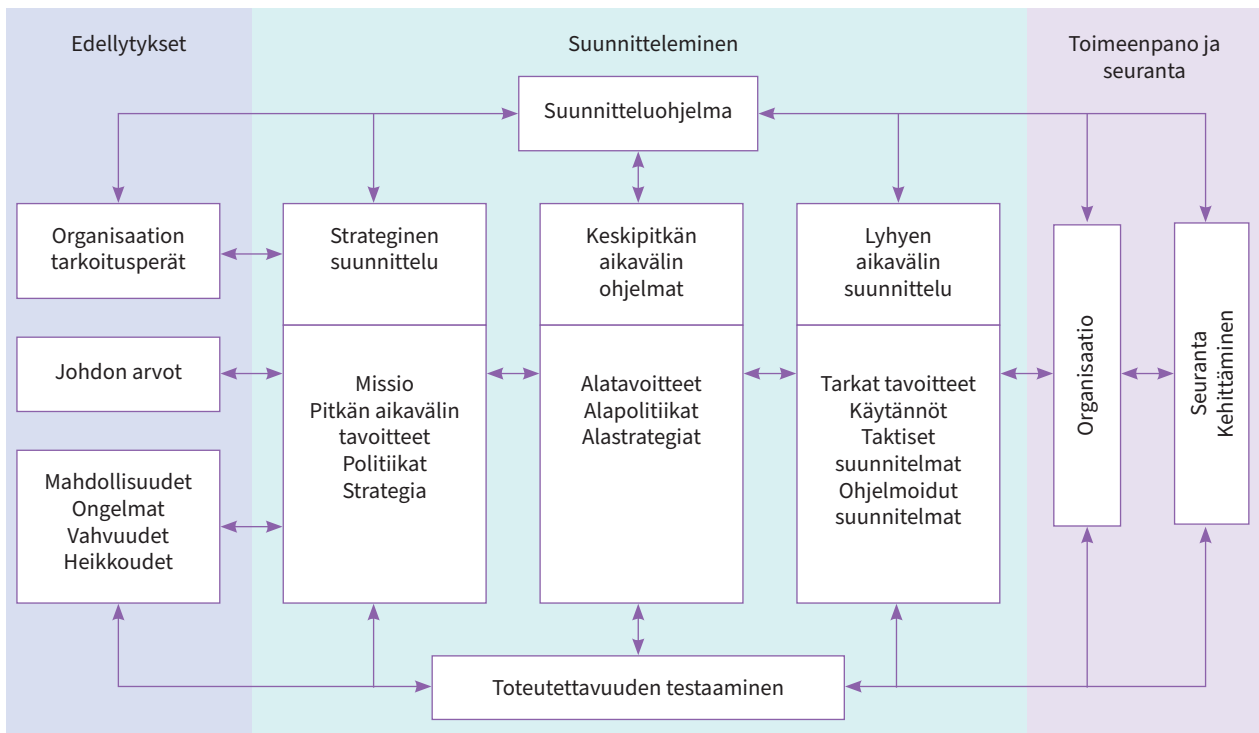 Edellytykset
Suunnitteleminen
Toimeenpano ja
seuranta
Suunnitteluohjelma
Organisaation
tarkoitusperät
Johdon arvot
Mahdollisuudet
Ongelmat
Vahvuudet
Heikkoudet
Strateginen
suunnittelu
Missio
Pitkän aikavälin
tavoitteet
Politiikat
Strategia
Keskipitkän
aikavälin
ohjelmat
Alatavoitteet
Alapolitiikat
Alastrategiat
Lyhyen
aikavälin
suunnittelu
Tarkat tavoitteet
Käytännöt
Taktiset
suunnitelmat
Ohjelmoidut
suunnitelmat
Organisaatio
Seuranta
Kehittäminen
Toteutettavuuden testaaminen